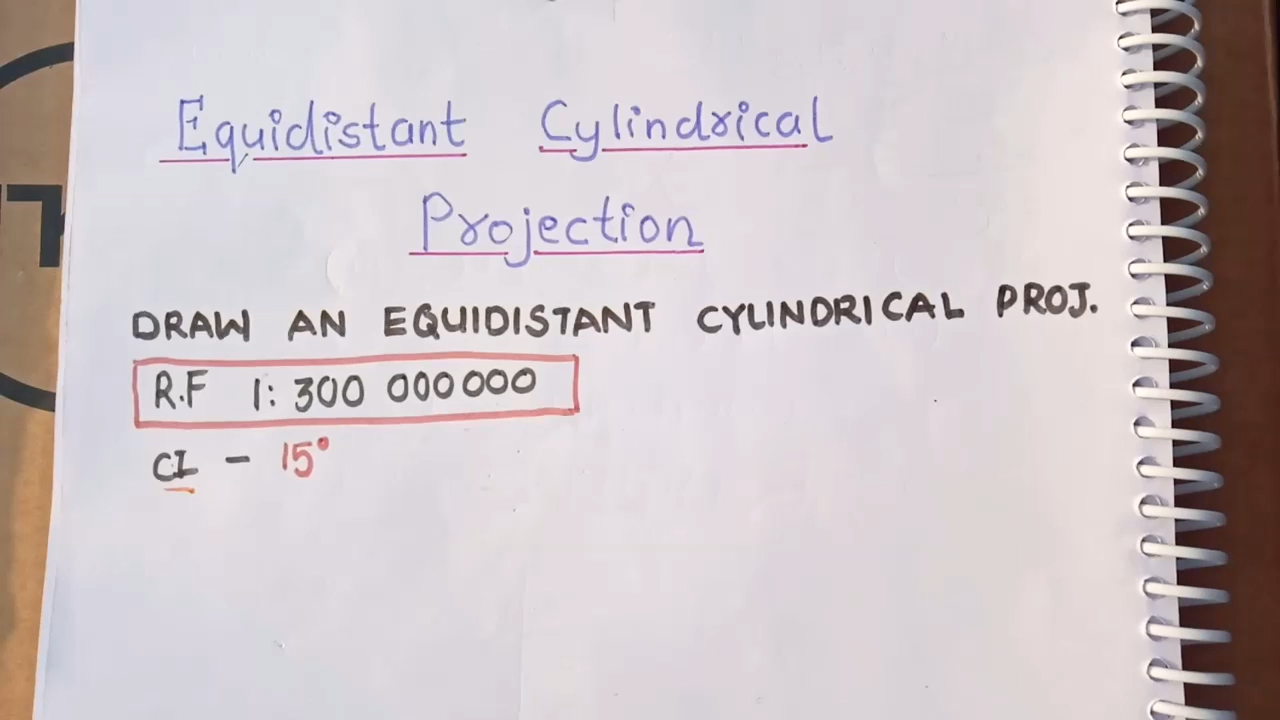 Equidistant Cylindrical
Projection
DRAW AN EQUIDISTANT CYLINDRICAL PROJ.
R.F 1: 300 000000
CI - 15°